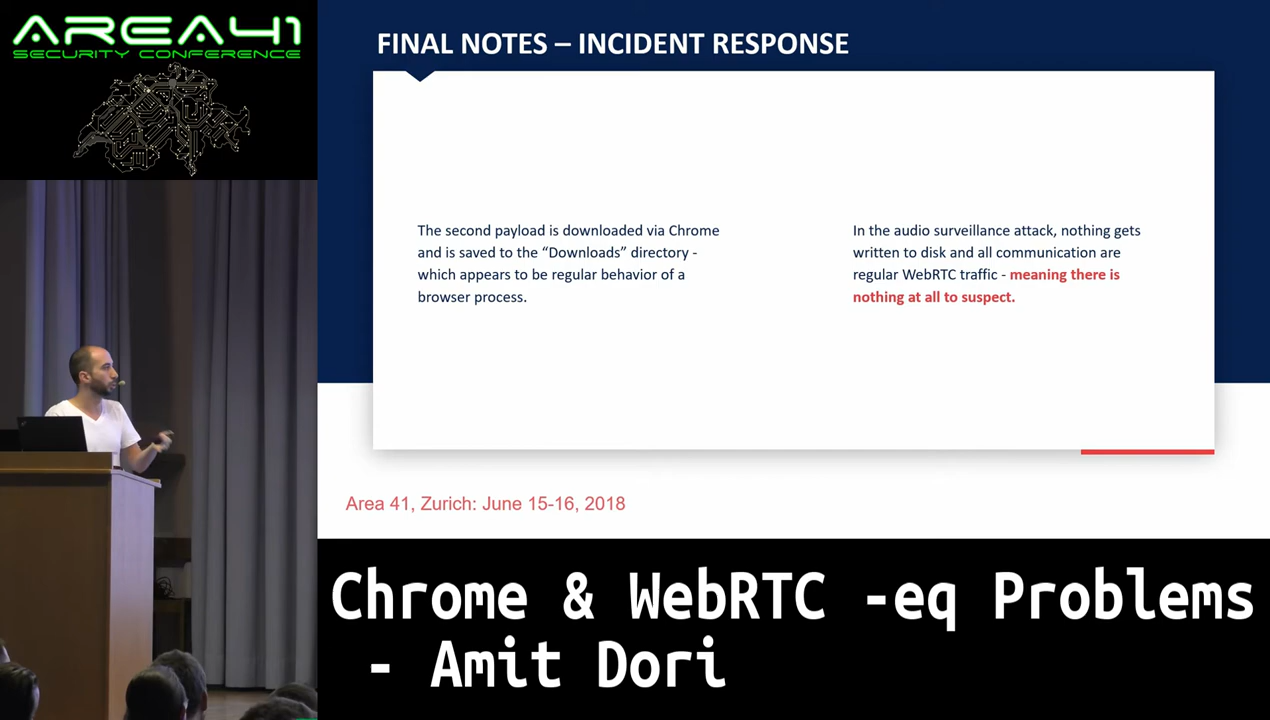 AREA41
SECURITY CONFERENCE
FINAL NOTES – INCIDENT RESPONSE
The second payload is downloaded via Chrome
and is saved to the “Downloads” directory -
which appears to be regular behavior of a
browser process.
In the audio surveillance attack, nothing gets
written to disk and all communication are
regular WebRTC traffic - meaning there is
nothing at all to suspect.
Area 41, Zurich: June 15-16, 2018
Chrome & WebRTC -eq Problems
- Amit Dori